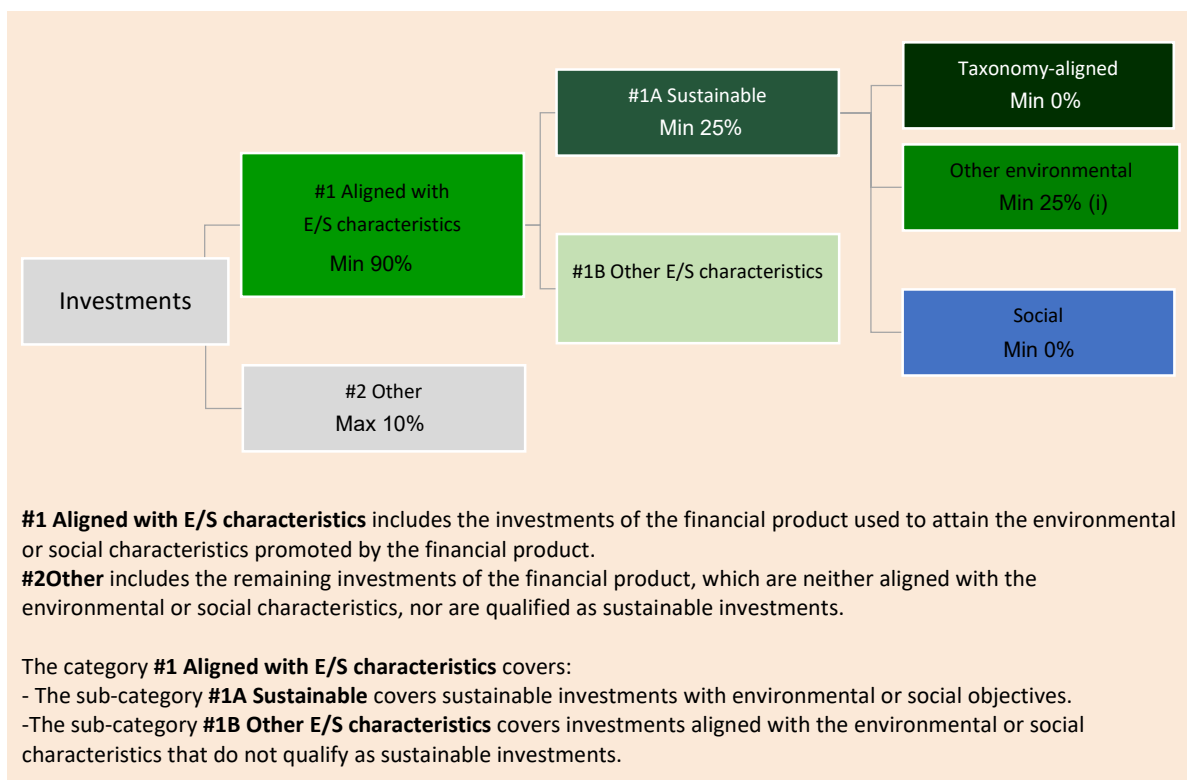 Investments
#1 Aligned with
E/S characteristics
Min 90%
#2 Other
Max 10%
#1A Sustainable
Min 25%
#1B Other E/S characteristics
Taxonomy-aligned
Min 0%
Other environmental
Min 25% (i)
Social
Min 0%
#1 Aligned with E/S characteristics includes the investments of the financial product used to attain the environmental
or social characteristics promoted by the financial product.
#2Other includes the remaining investments of the financial product, which are neither aligned with the
environmental or social characteristics, nor are qualified as sustainable investments.
The category #1 Aligned with E/S characteristics covers:
- The sub-category #1A Sustainable covers sustainable investments with environmental or social objectives.
-The sub-category #1B Other E/S characteristics covers investments aligned with the environmental or social
characteristics that do not qualify as sustainable investments.